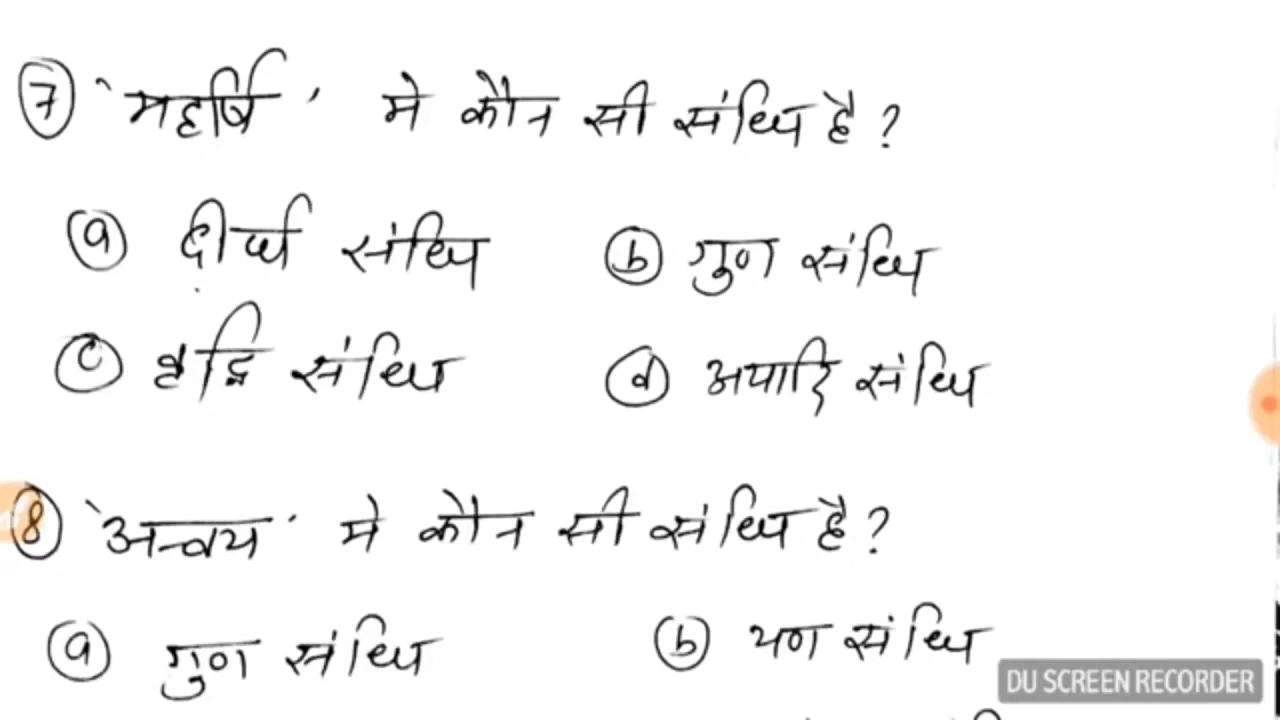 ⑦ 'महर्षि' मे कौन सी संधि है?
ⓐ दीर्घ संधि ⓑ गुण संधि
ⓒ वृद्धि संधि ⓓ अयादि संधि
⑧ 'अन्वय' मे कौन सी संधि है?
ⓐ गुण संधि ⓑ यण संधि
DU SCREEN RECORDER